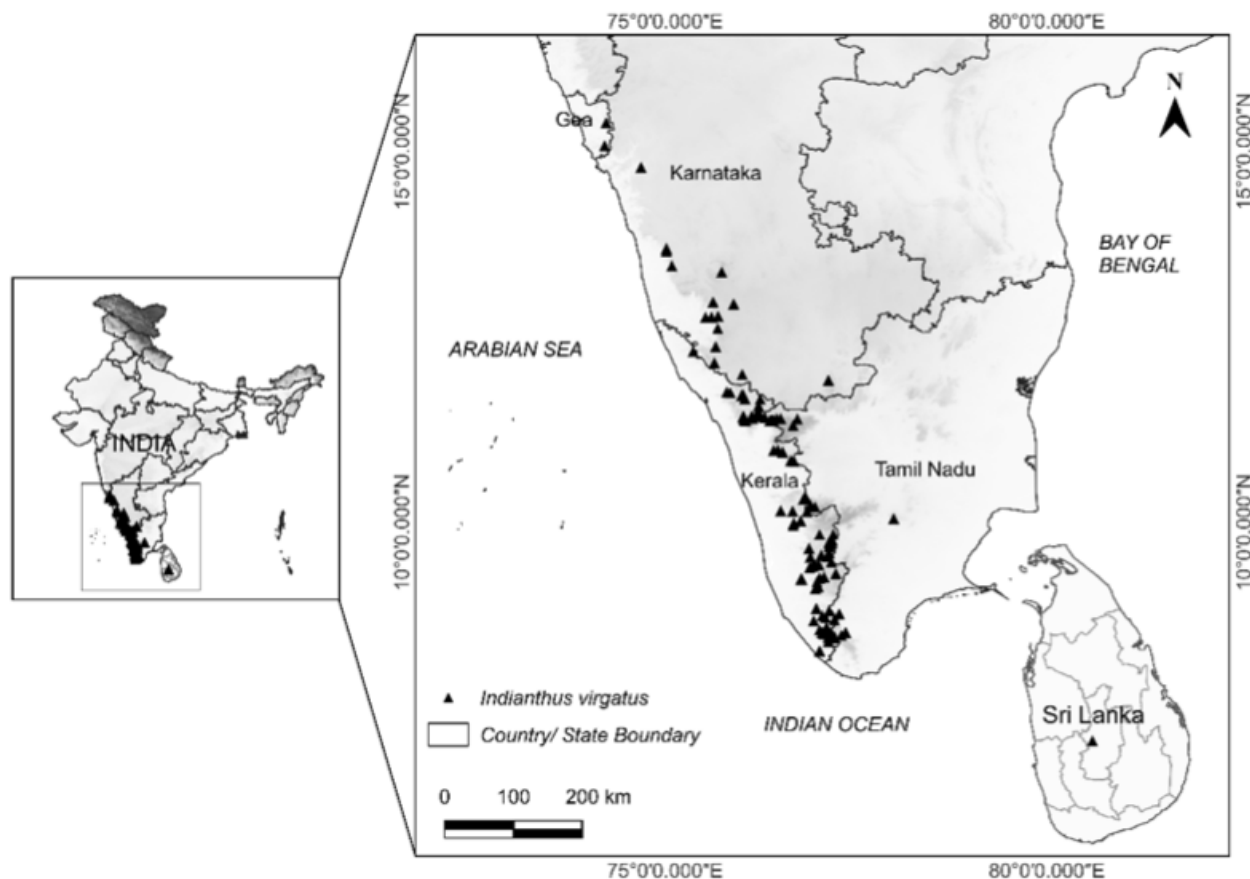 75°0'0.000"E 80°0'0.000"E
N
15°0'0.000"N
15°0'0.000"N
Goa
Karnataka
BAY OF
BENGAL
ARABIAN SEA
INDIA
Tamil Nadu
Kerala
10°0'0.000"N
10°0'0.000"N
Indianthus virgatus
Country/ State Boundary
INDIAN OCEAN
Sri Lanka
0 100 200 km
75°0'0.000"E 80°0'0.000"E